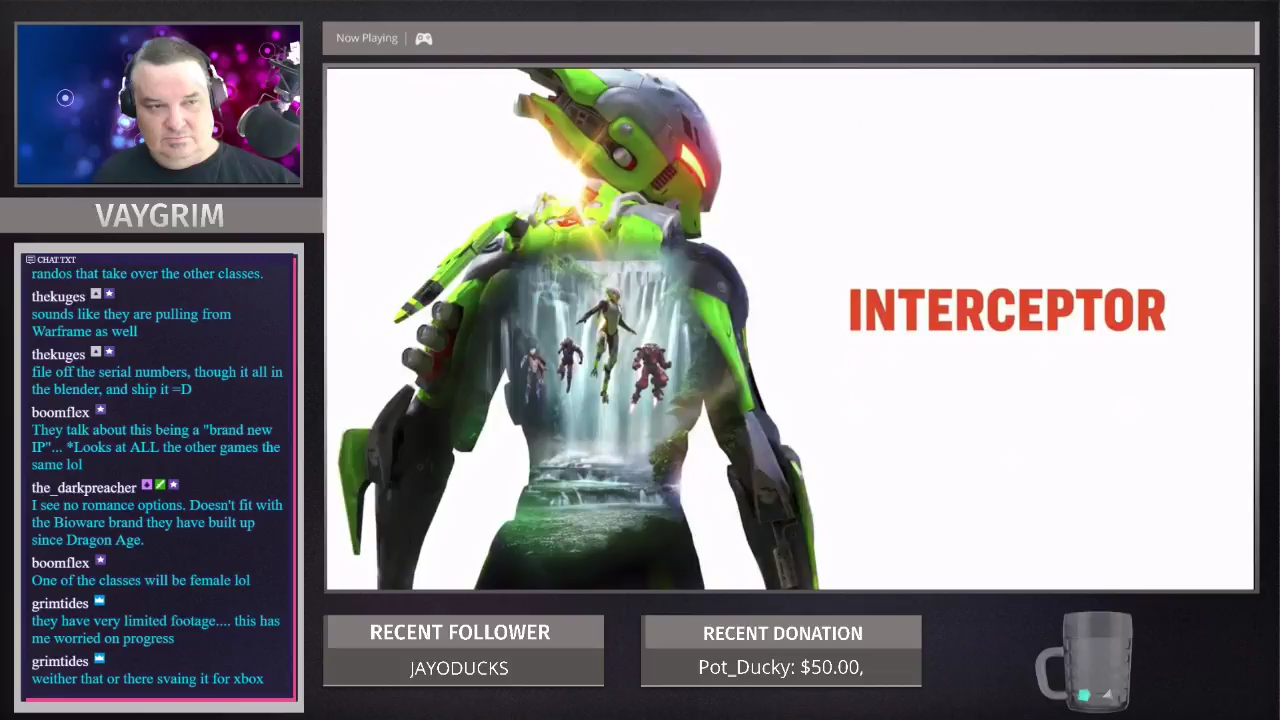 Now Playing
VAYGRIM
CHAT.TXT
randos that take over the other classes.
thekuges
sounds like they are pulling from
Warframe as well
thekuges
file off the serial numbers, though it all in
the blender, and ship it =D
boomflex
They talk about this being a "brand new
IP"... *Looks at ALL the other games the
same lol
the_darkpreacher
I see no romance options. Doesn't fit with
the Bioware brand they have built up
since Dragon Age.
boomflex
One of the classes will be female lol
grimtides
they have very limited footage.... this has
me worried on progress
grimtides
weither that or there svaing it for xbox
INTERCEPTOR
RECENT FOLLOWER
JAYODUCKS
RECENT DONATION
Pot_Ducky: $50.00,